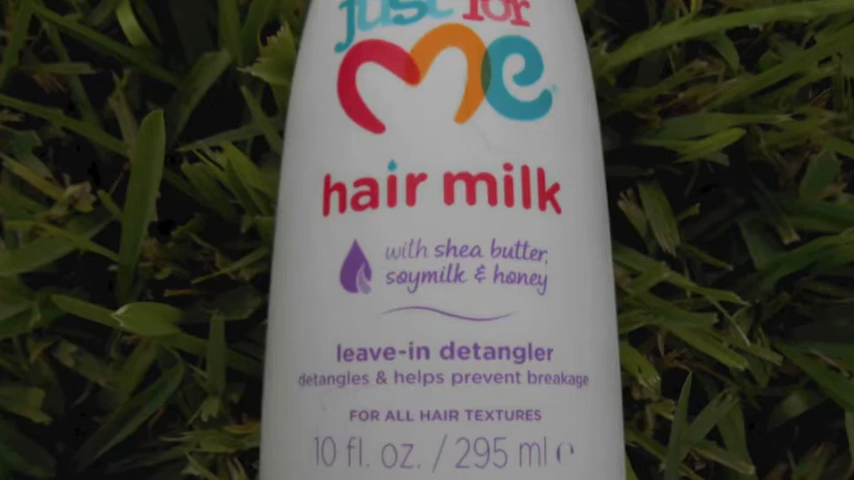 just for
me
hair milk
with shea butter,
soymilk & honey
leave-in detangler
detangles & helps prevent breakage
FOR ALL HAIR TEXTURES
10 fl. oz. / 295 ml e